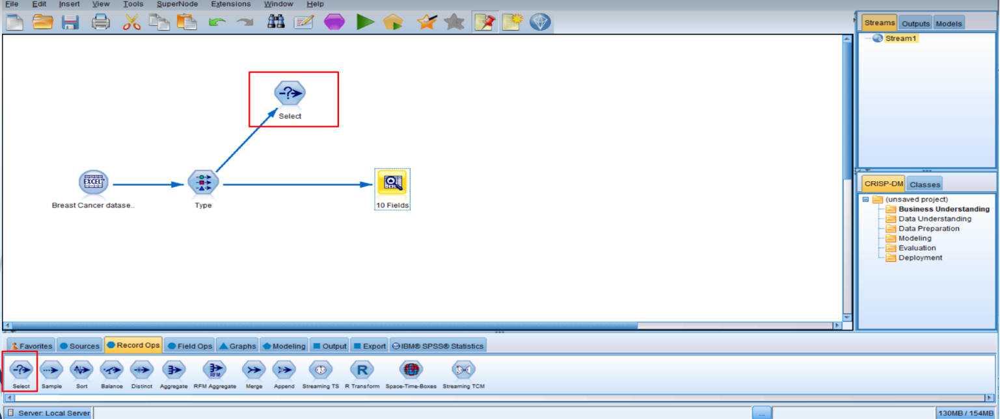 File Edit Insert View Tools SuperNode Extensions Window Help
Streams Outputs Models
Stream1
Select
EXCEL
Breast Cancer datase..
Type
10 Fields
CRISP-DM Classes
(unsaved project)
Business Understanding
Data Understanding
Data Preparation
Modeling
Evaluation
Deployment
Favorites Sources Record Ops Field Ops Graphs Modeling Output Export IBM® SPSS® Statistics
RFM R
Select Sample Sort Balance Distinct Aggregate RFM Aggregate Merge Append Streaming TS R Transform Space-Time-Boxes Streaming TCM
Server: Local Server ... 130MB / 154MB